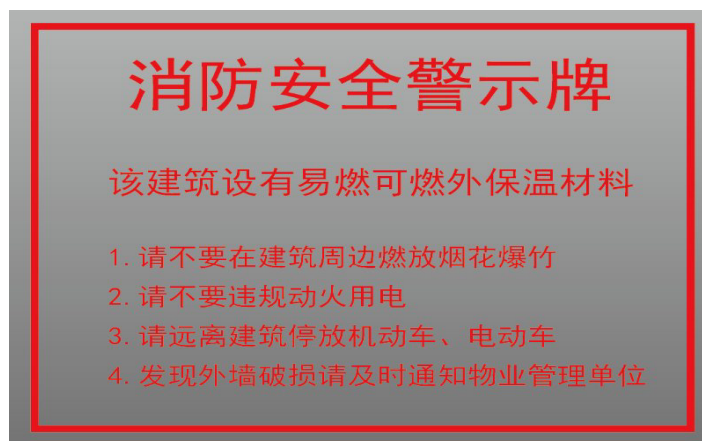 消防安全警示牌
该建筑设有易燃可燃外保温材料
1. 请不要在建筑周边燃放烟花爆竹
2. 请不要违规动火用电
3. 请远离建筑停放机动车、电动车
4. 发现外墙破损请及时通知物业管理单位